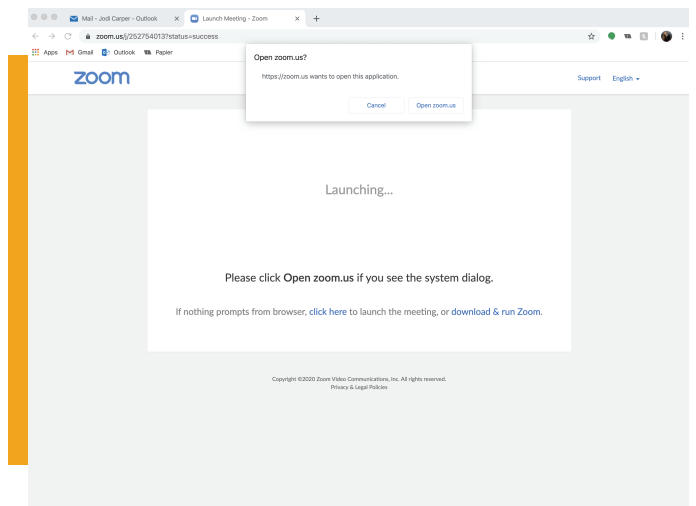 Mail - Jodi Carper - Outlook
Launch Meeting - Zoom
zoom.us/j/252754013?status=success
Apps
Gmail
Outlook
Papier
Open zoom.us?
https://zoom.us wants to open this application.
Cancel
Open zoom.us
zoom
Support
English
Launching...
Please click Open zoom.us if you see the system dialog.
If nothing prompts from browser, click here to launch the meeting, or download & run Zoom.
Copyright ©2020 Zoom Video Communications, Inc. All rights reserved.
Privacy & Legal Policies